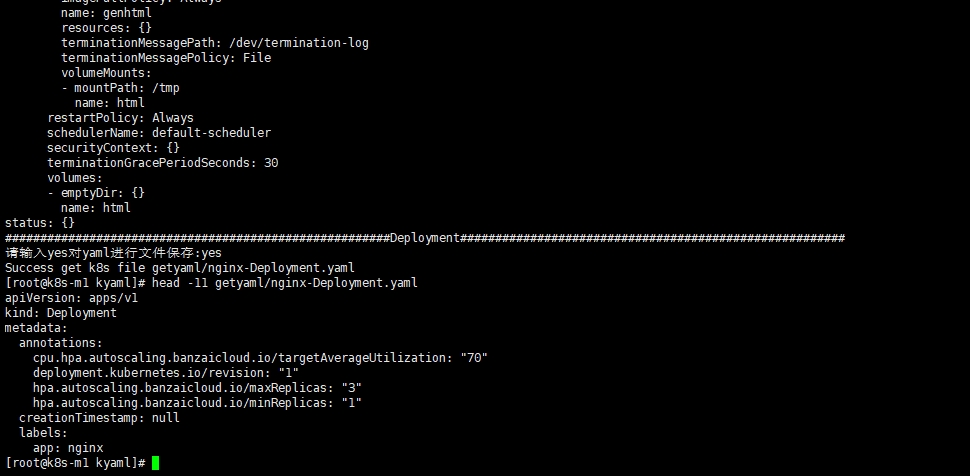 imagePullPolicy: Always
name: genhtml
resources: {}
terminationMessagePath: /dev/termination-log
terminationMessagePolicy: File
volumeMounts:
- mountPath: /tmp
name: html
restartPolicy: Always
schedulerName: default-scheduler
securityContext: {}
terminationGracePeriodSeconds: 30
volumes:
- emptyDir: {}
name: html
status: {}
#######################################################Deployment#######################################################
请输入yes对yaml进行文件保存:yes
Success get k8s file getyaml/nginx-Deployment.yaml
[root@k8s-m1 kyaml]# head -11 getyaml/nginx-Deployment.yaml
apiVersion: apps/v1
kind: Deployment
metadata:
annotations:
cpu.hpa.autoscaling.banzaicloud.io/targetAverageUtilization: "70"
deployment.kubernetes.io/revision: "1"
hpa.autoscaling.banzaicloud.io/maxReplicas: "3"
hpa.autoscaling.banzaicloud.io/minReplicas: "1"
creationTimestamp: null
labels:
app: nginx
[root@k8s-m1 kyaml]#